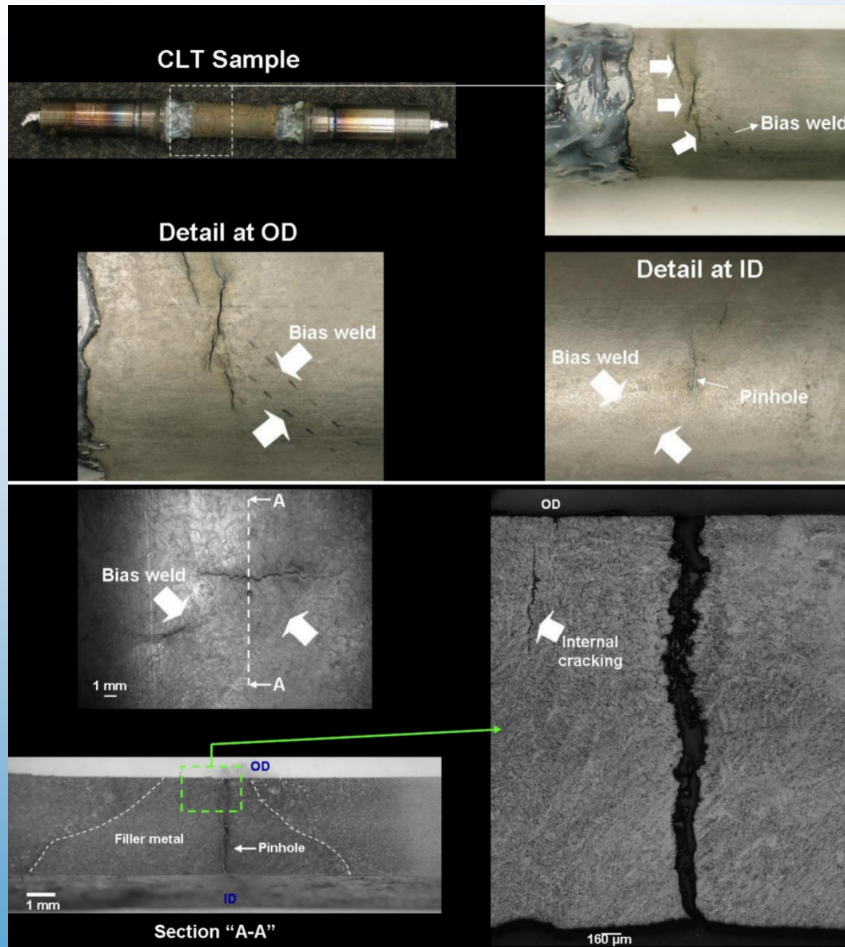 CLT Sample
Bias weld
Detail at OD
Bias weld
Detail at ID
Bias weld
Pinhole
A
Bias weld
A
1 mm
OD
Internal
cracking
160 µm
OD
Filler metal
Pinhole
ID
1 mm
Section “A-A”